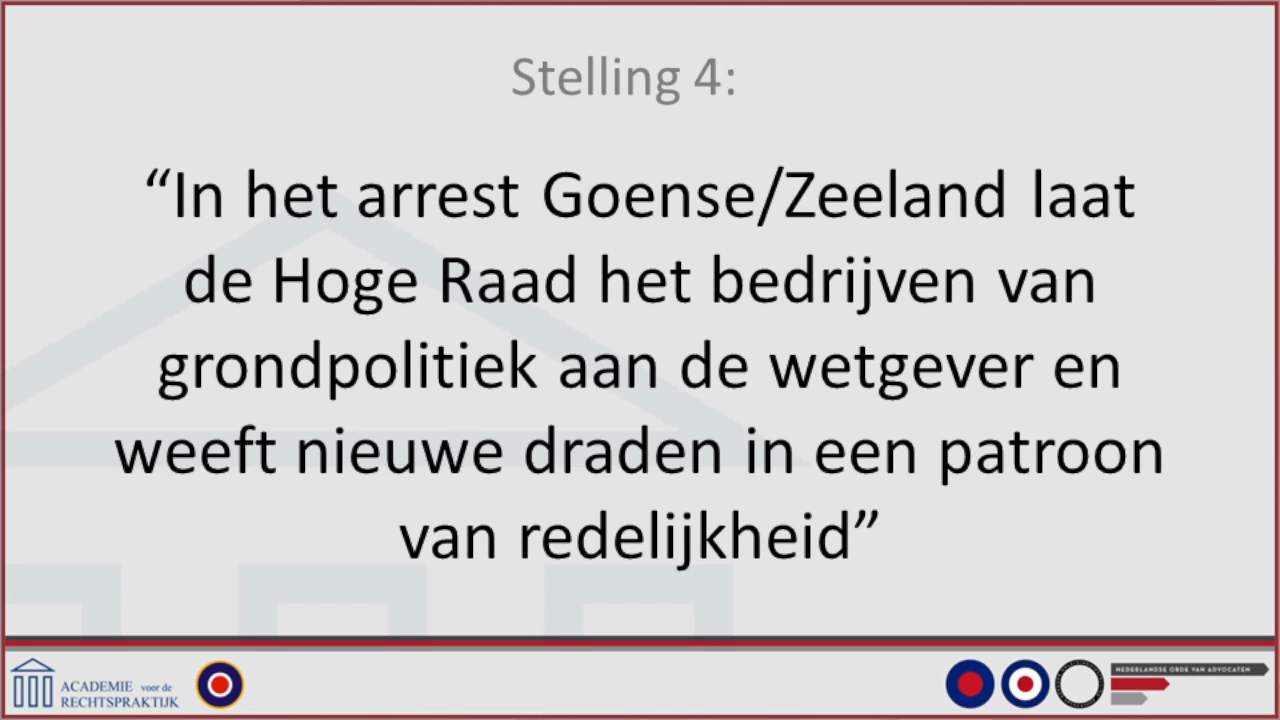 Stelling 4:
“In het arrest Goense/Zeeland laat
de Hoge Raad het bedrijven van
grondpolitiek aan de wetgever en
weeft nieuwe draden in een patroon
van redelijkheid”
ACADEMIE voor de
RECHTSPRAKTIJK
NEDERLANDSE ORDE VAN ADVOCATEN